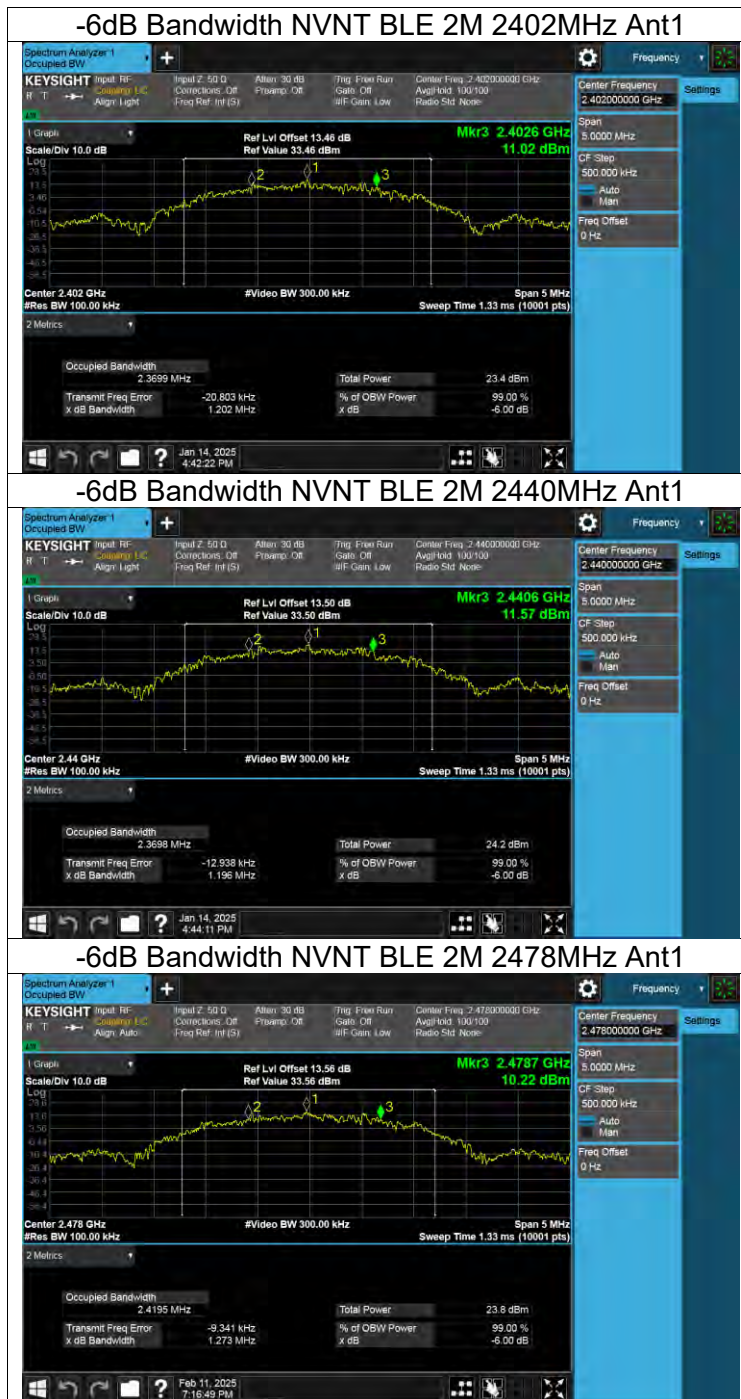 -6dB Bandwidth NVNT BLE 2M 2402MHz Ant1
Spectrum Analyzer 1
Occupied BW
+
Frequency
KEYSIGHT Input: RF Input Z: 50 Ω Atten: 30 dB Trig: Free Run Center Freq: 2.402000000 GHz
R T Corrections: Off Preamp: Off Gate: Off Avg|Hold: 100/100
Align: Light Freq Ref: Int (S) #IF Gain: Low Radio Std: None
Center Frequency
2.402000000 GHz
Settings
Span
5.0000 MHz
CF Step
500.000 kHz
Auto
Man
Freq Offset
0 Hz
1 Graph
Scale/Div 10.0 dB
Ref Lvl Offset 13.46 dB
Ref Value 33.46 dBm
Mkr3 2.4026 GHz
11.02 dBm
Log
2 1 3
Center 2.402 GHz #Video BW 300.00 kHz Span 5 MHz
#Res BW 100.00 kHz Sweep Time 1.33 ms (10001 pts)
2 Metrics
Occupied Bandwidth
2.3699 MHz
Total Power 23.4 dBm
Transmit Freq Error -20.803 kHz % of OBW Power 99.00 %
x dB Bandwidth 1.202 MHz x dB -6.00 dB
? Jan 14, 2025
4:42:22 PM
-6dB Bandwidth NVNT BLE 2M 2440MHz Ant1
Spectrum Analyzer 1
Occupied BW
+
Frequency
KEYSIGHT Input: RF Input Z: 50 Ω Atten: 30 dB Trig: Free Run Center Freq: 2.440000000 GHz
R T Corrections: Off Preamp: Off Gate: Off Avg|Hold: 100/100
Align: Light Freq Ref: Int (S) #IF Gain: Low Radio Std: None
Center Frequency
2.440000000 GHz
Settings
Span
5.0000 MHz
CF Step
500.000 kHz
Auto
Man
Freq Offset
0 Hz
1 Graph
Scale/Div 10.0 dB
Ref Lvl Offset 13.50 dB
Ref Value 33.50 dBm
Mkr3 2.4406 GHz
11.57 dBm
Log
2 1 3
Center 2.44 GHz #Video BW 300.00 kHz Span 5 MHz
#Res BW 100.00 kHz Sweep Time 1.33 ms (10001 pts)
2 Metrics
Occupied Bandwidth
2.3698 MHz
Total Power 24.2 dBm
Transmit Freq Error -12.938 kHz % of OBW Power 99.00 %
x dB Bandwidth 1.196 MHz x dB -6.00 dB
? Jan 14, 2025
4:44:11 PM
-6dB Bandwidth NVNT BLE 2M 2478MHz Ant1
Spectrum Analyzer 1
Occupied BW
+
Frequency
KEYSIGHT Input: RF Input Z: 50 Ω Atten: 30 dB Trig: Free Run Center Freq: 2.478000000 GHz
R T Corrections: Off Preamp: Off Gate: Off Avg|Hold: 100/100
Align: Auto Freq Ref: Int (S) #IF Gain: Low Radio Std: None
Center Frequency
2.478000000 GHz
Settings
Span
5.0000 MHz
CF Step
500.000 kHz
Auto
Man
Freq Offset
0 Hz
1 Graph
Scale/Div 10.0 dB
Ref Lvl Offset 13.56 dB
Ref Value 33.56 dBm
Mkr3 2.4787 GHz
10.22 dBm
Log
2 1 3
Center 2.478 GHz #Video BW 300.00 kHz Span 5 MHz
#Res BW 100.00 kHz Sweep Time 1.33 ms (10001 pts)
2 Metrics
Occupied Bandwidth
2.4195 MHz
Total Power 23.8 dBm
Transmit Freq Error -9.341 kHz % of OBW Power 99.00 %
x dB Bandwidth 1.273 MHz x dB -6.00 dB
? Feb 11, 2025
7:16:49 PM